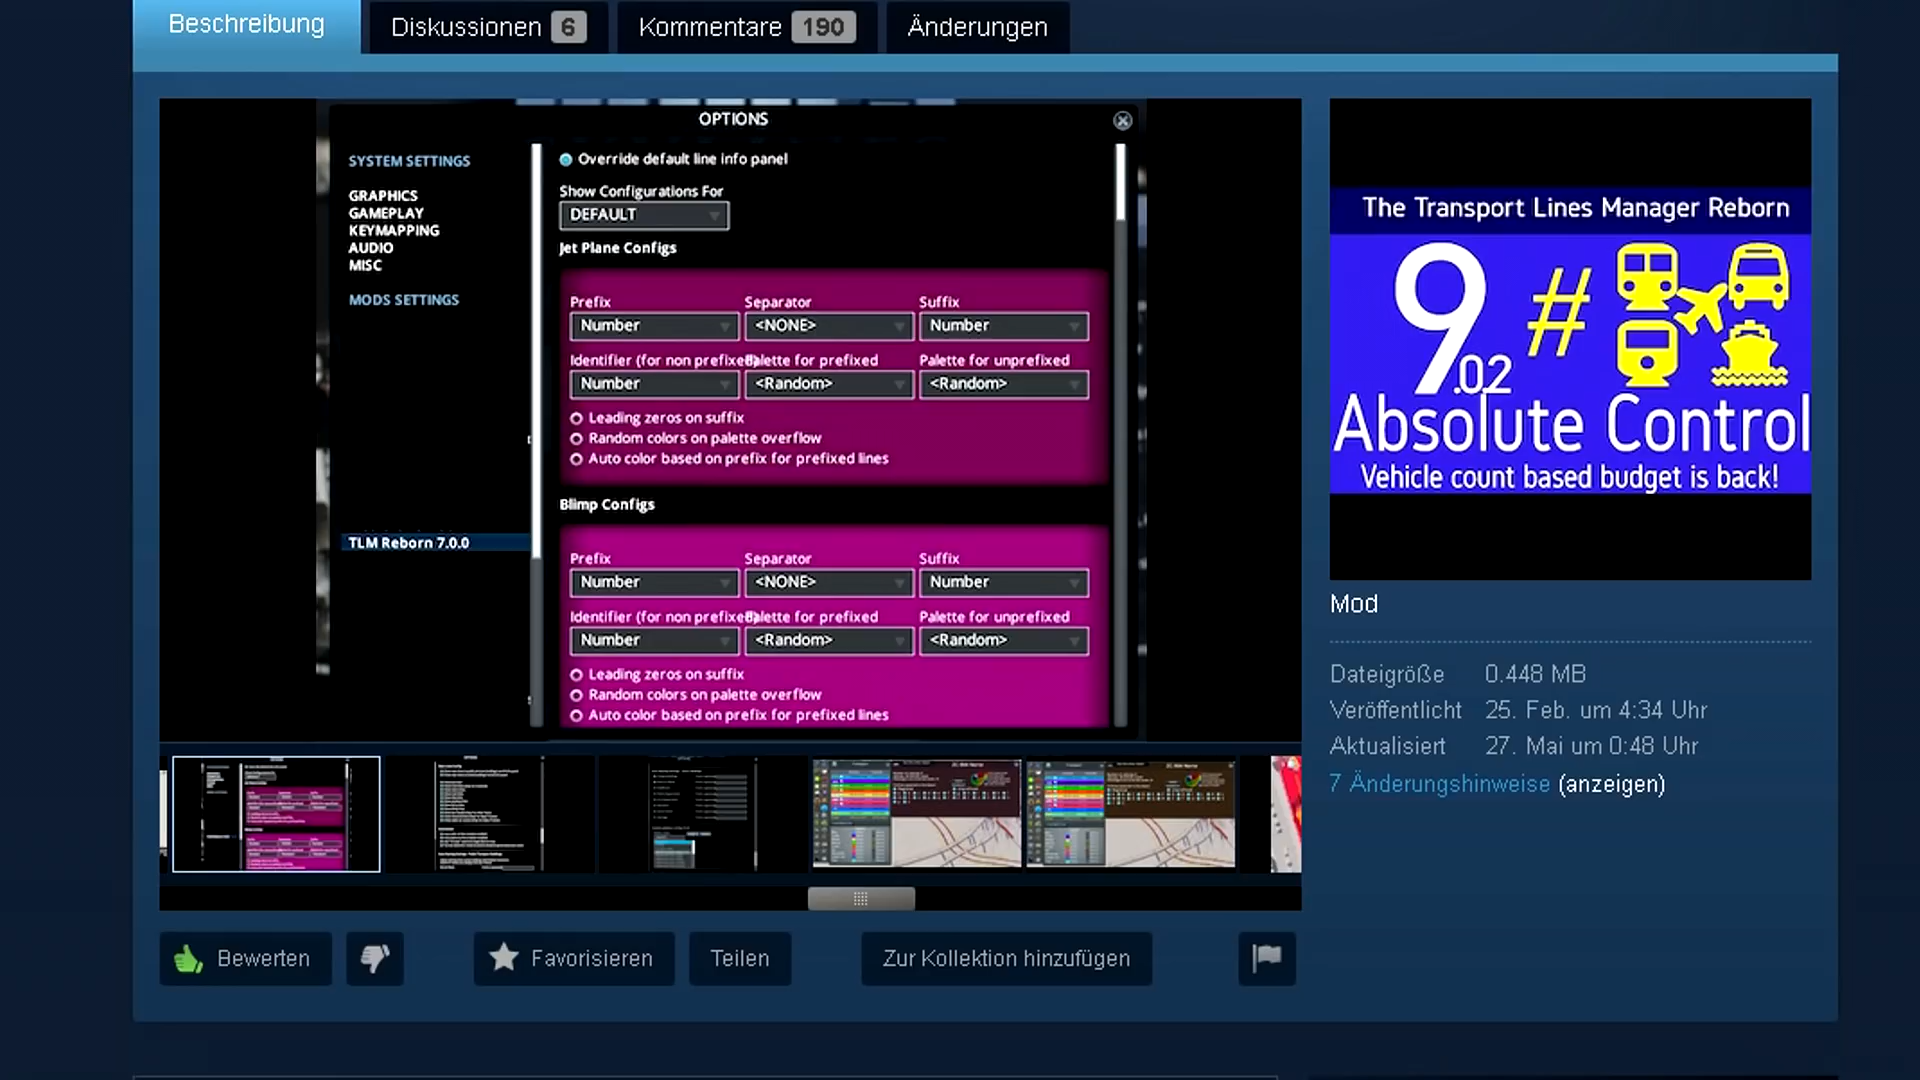 Beschreibung
Diskussionen 6
Kommentare 190
Änderungen
OPTIONS
SYSTEM SETTINGS
GRAPHICS
GAMEPLAY
KEYMAPPING
AUDIO
MISC
MODS SETTINGS
TLM Reborn 7.0.0
Override default line info panel
Show Configurations For
DEFAULT
Jet Plane Configs
Prefix Separator Suffix
Number <NONE> Number
Identifier (for non prefixed) Palette for prefixed Palette for unprefixed
Number <Random> <Random>
Leading zeros on suffix
Random colors on palette overflow
Auto color based on prefix for prefixed lines
Blimp Configs
Prefix Separator Suffix
Number <NONE> Number
Identifier (for non prefixed) Palette for prefixed Palette for unprefixed
Number <Random> <Random>
Leading zeros on suffix
Random colors on palette overflow
Auto color based on prefix for prefixed lines
The Transport Lines Manager Reborn
9.02 #
Absolute Control
Vehicle count based budget is back!
Mod
Dateigröße 0.448 MB
Veröffentlicht 25. Feb. um 4:34 Uhr
Aktualisiert 27. Mai um 0:48 Uhr
7 Änderungshinweise (anzeigen)
Bewerten
Favorisieren
Teilen
Zur Kollektion hinzufügen